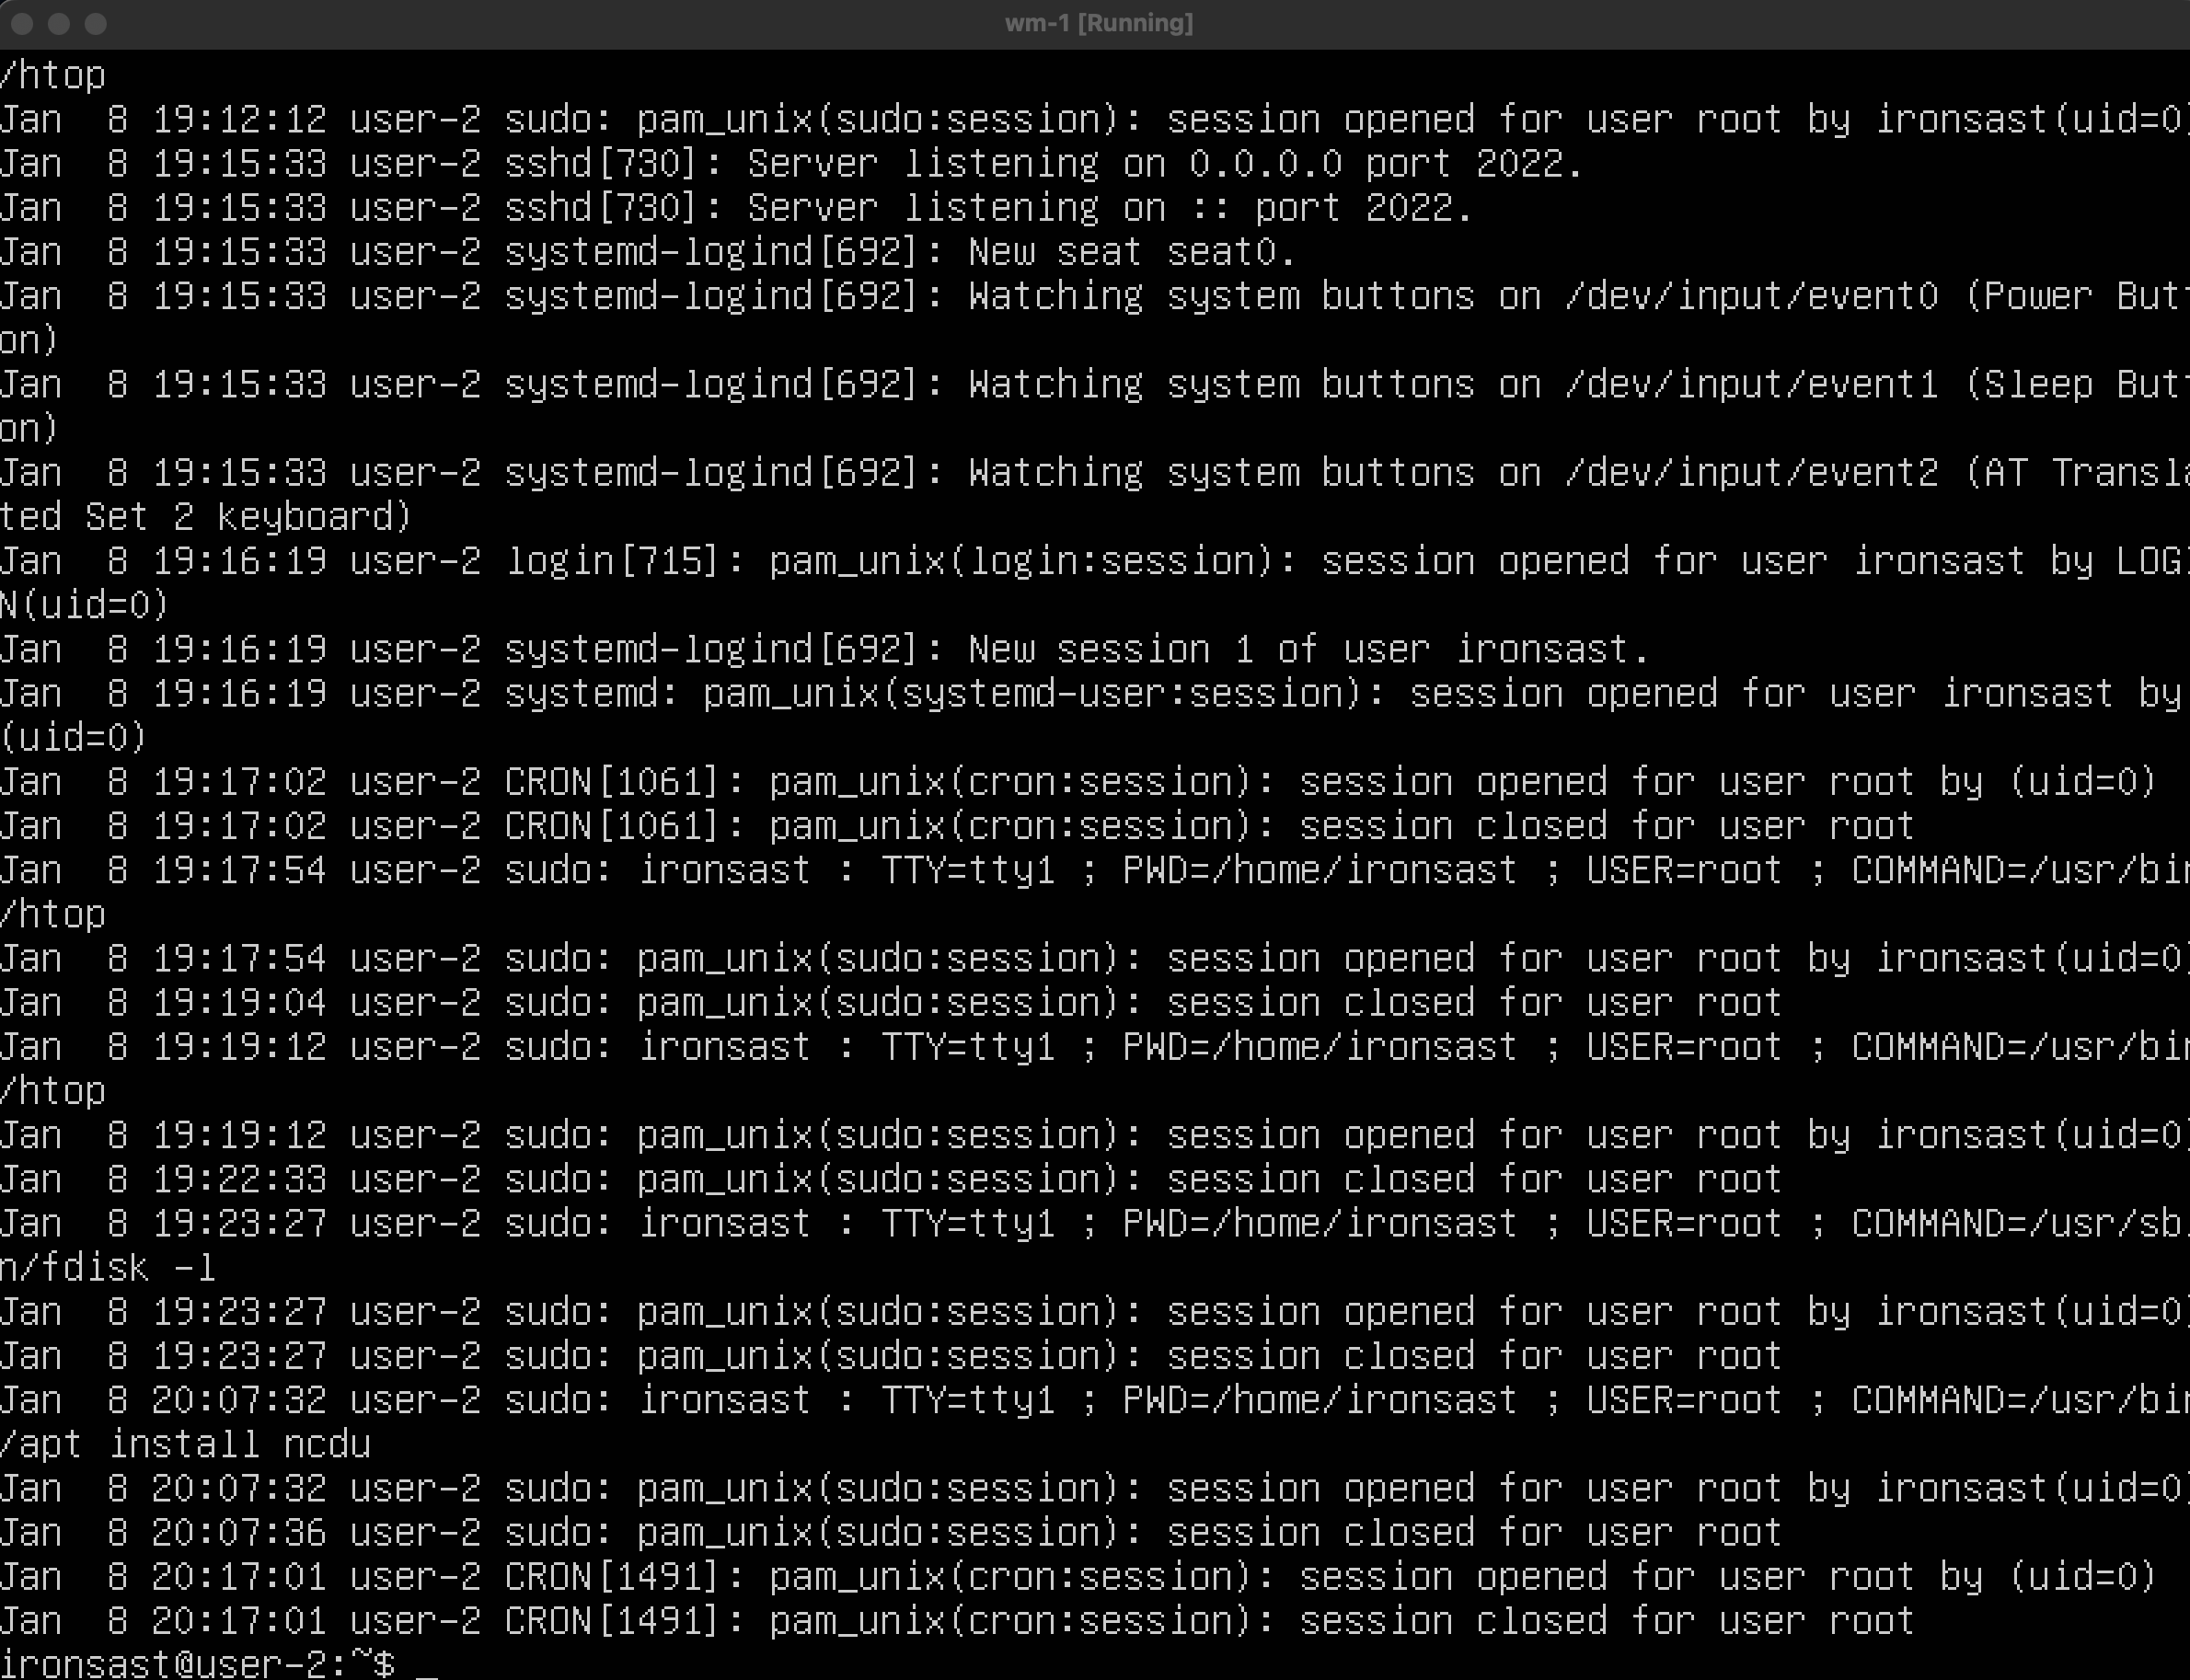 wm-1 [Running]
/htop
Jan  8 19:12:12 user-2 sudo: pam_unix(sudo:session): session opened for user root by ironsast(uid=0)
Jan  8 19:15:33 user-2 sshd[730]: Server listening on 0.0.0.0 port 2022.
Jan  8 19:15:33 user-2 sshd[730]: Server listening on :: port 2022.
Jan  8 19:15:33 user-2 systemd-logind[692]: New seat seat0.
Jan  8 19:15:33 user-2 systemd-logind[692]: Watching system buttons on /dev/input/event0 (Power Butt
on)
Jan  8 19:15:33 user-2 systemd-logind[692]: Watching system buttons on /dev/input/event1 (Sleep Butt
on)
Jan  8 19:15:33 user-2 systemd-logind[692]: Watching system buttons on /dev/input/event2 (AT Transla
ted Set 2 keyboard)
Jan  8 19:16:19 user-2 login[715]: pam_unix(login:session): session opened for user ironsast by LOGI
N(uid=0)
Jan  8 19:16:19 user-2 systemd-logind[692]: New session 1 of user ironsast.
Jan  8 19:16:19 user-2 systemd: pam_unix(systemd-user:session): session opened for user ironsast by
(uid=0)
Jan  8 19:17:02 user-2 CRON[1061]: pam_unix(cron:session): session opened for user root by (uid=0)
Jan  8 19:17:02 user-2 CRON[1061]: pam_unix(cron:session): session closed for user root
Jan  8 19:17:54 user-2 sudo: ironsast : TTY=tty1 ; PWD=/home/ironsast ; USER=root ; COMMAND=/usr/bin
/htop
Jan  8 19:17:54 user-2 sudo: pam_unix(sudo:session): session opened for user root by ironsast(uid=0)
Jan  8 19:19:04 user-2 sudo: pam_unix(sudo:session): session closed for user root
Jan  8 19:19:12 user-2 sudo: ironsast : TTY=tty1 ; PWD=/home/ironsast ; USER=root ; COMMAND=/usr/bin
/htop
Jan  8 19:19:12 user-2 sudo: pam_unix(sudo:session): session opened for user root by ironsast(uid=0)
Jan  8 19:22:33 user-2 sudo: pam_unix(sudo:session): session closed for user root
Jan  8 19:23:27 user-2 sudo: ironsast : TTY=tty1 ; PWD=/home/ironsast ; USER=root ; COMMAND=/usr/sbi
n/fdisk -l
Jan  8 19:23:27 user-2 sudo: pam_unix(sudo:session): session opened for user root by ironsast(uid=0)
Jan  8 19:23:27 user-2 sudo: pam_unix(sudo:session): session closed for user root
Jan  8 20:07:32 user-2 sudo: ironsast : TTY=tty1 ; PWD=/home/ironsast ; USER=root ; COMMAND=/usr/bin
/apt install ncdu
Jan  8 20:07:32 user-2 sudo: pam_unix(sudo:session): session opened for user root by ironsast(uid=0)
Jan  8 20:07:36 user-2 sudo: pam_unix(sudo:session): session closed for user root
Jan  8 20:17:01 user-2 CRON[1491]: pam_unix(cron:session): session opened for user root by (uid=0)
Jan  8 20:17:01 user-2 CRON[1491]: pam_unix(cron:session): session closed for user root
ironsast@user-2:~$ _